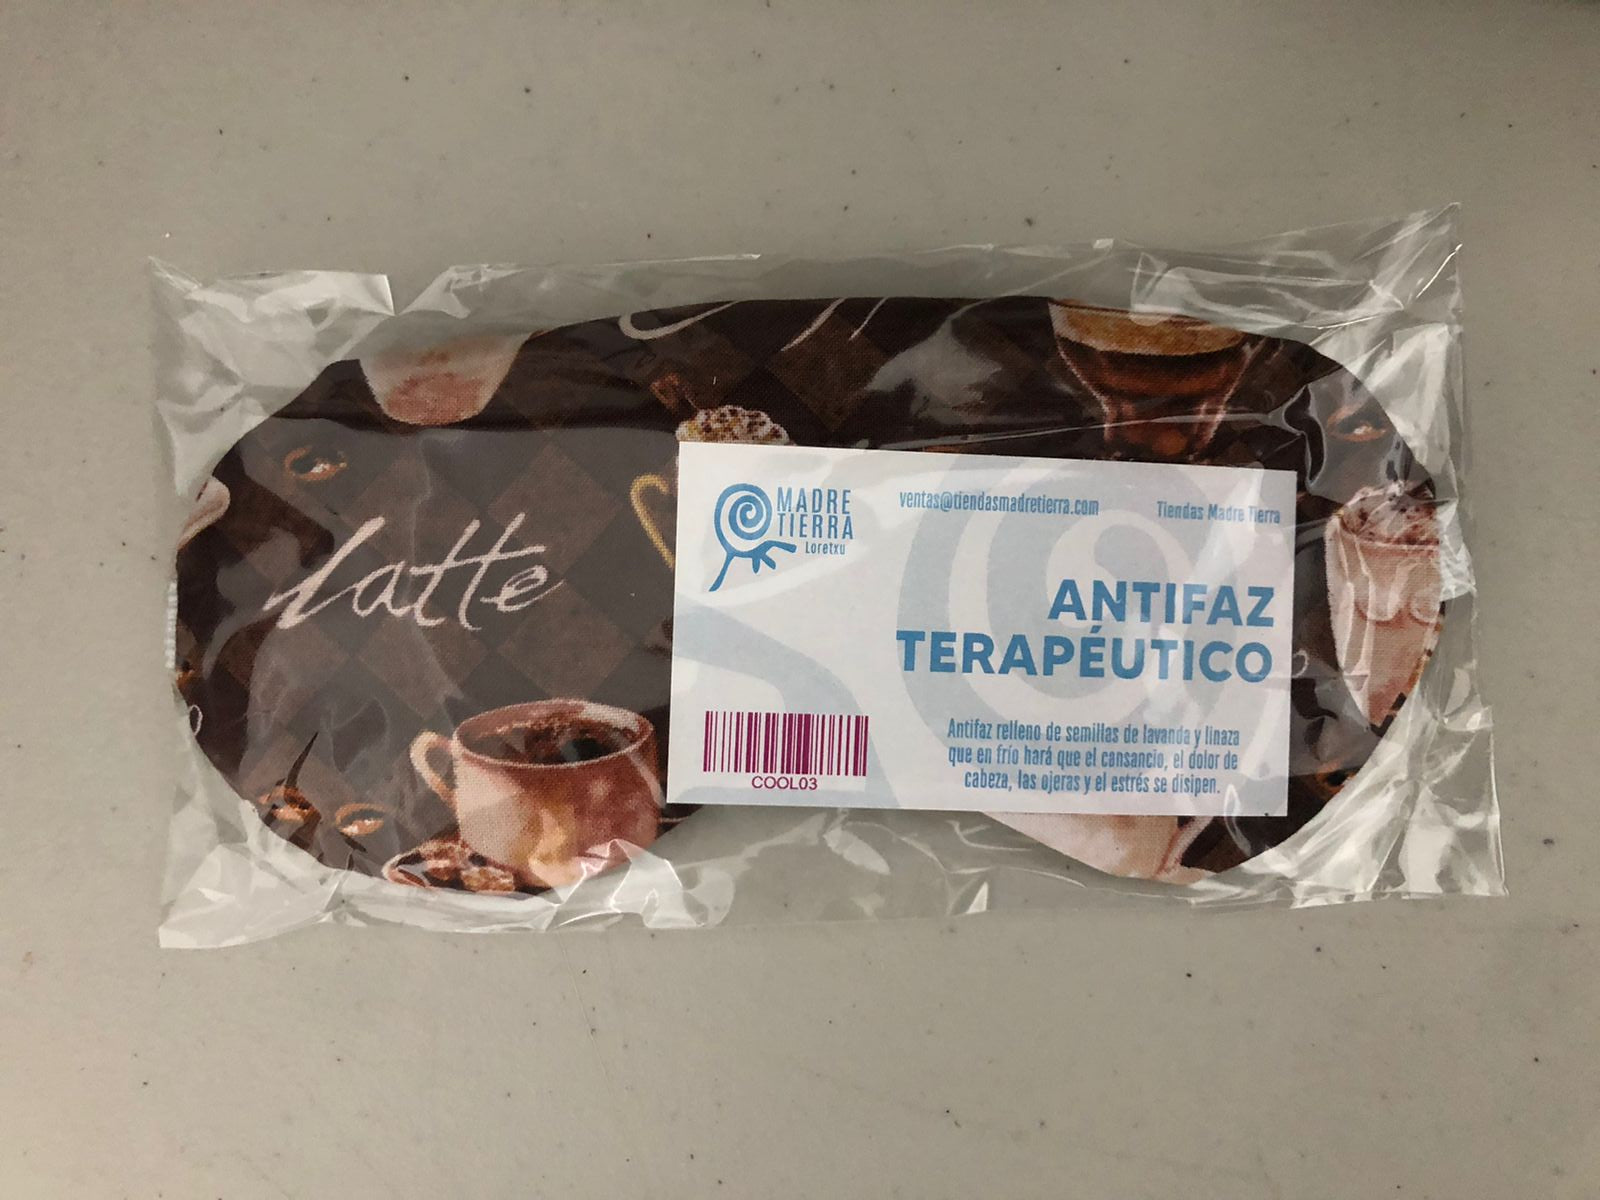 Latte
MADRE
TIERRA
Loretxu
ventas@tiendasmadretierra.com
Tiendas Madre Tierra
ANTIFAZ
TERAPÉUTICO
Antifaz relleno de semillas de lavanda y linaza
que en frío hará que el cansancio, el dolor de
cabeza, las ojeras y el estrés se disipen.
COOL03